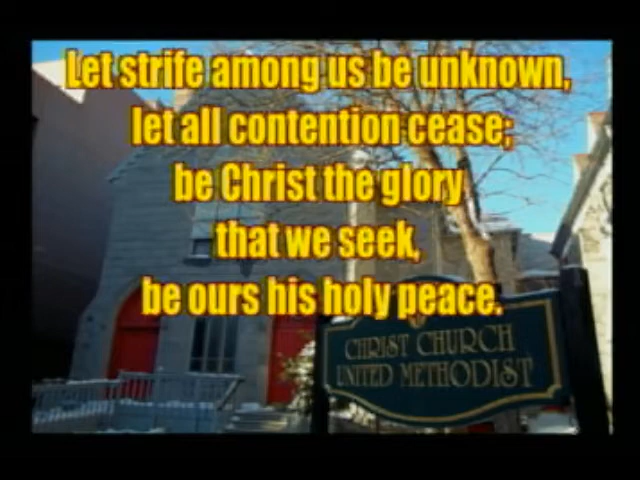 Let strife among us be unknown,
let all contention cease;
be Christ the glory
that we seek,
be ours his holy peace.
CHRIST CHURCH
UNITED METHODIST